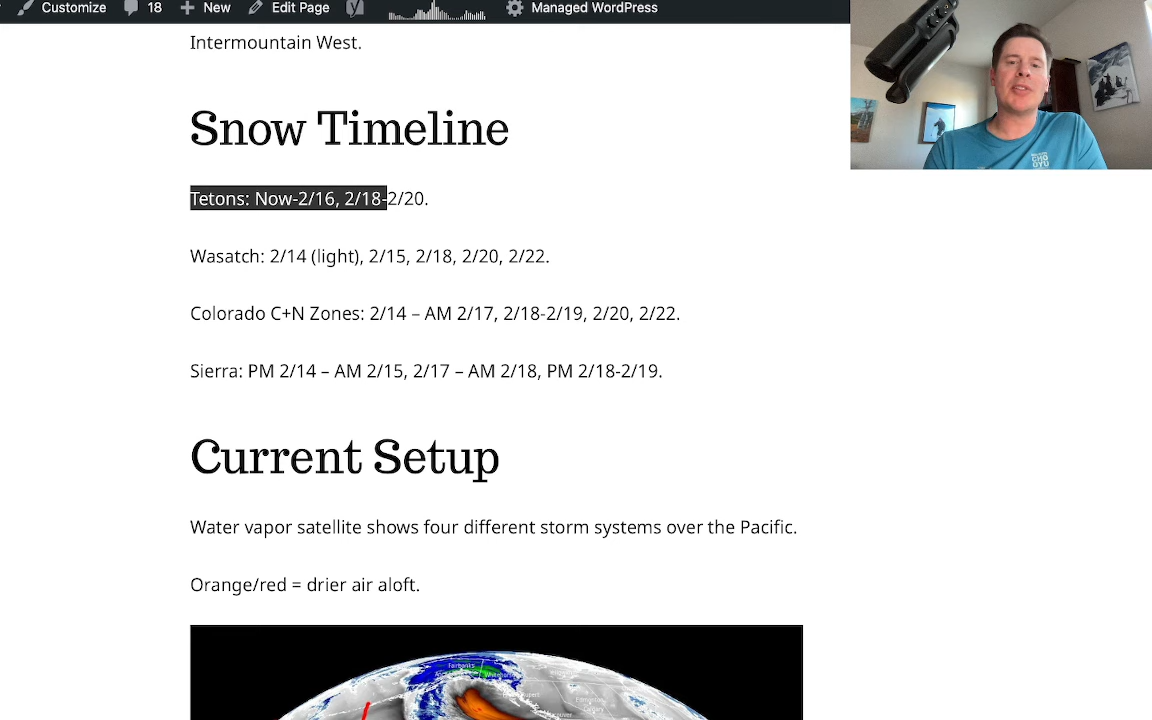 Customize 18 New Edit Page Managed WordPress
Intermountain West.
Snow Timeline
Tetons: Now-2/16, 2/18-2/20.
Wasatch: 2/14 (light), 2/15, 2/18, 2/20, 2/22.
Colorado C+N Zones: 2/14 – AM 2/17, 2/18-2/19, 2/20, 2/22.
Sierra: PM 2/14 – AM 2/15, 2/17 – AM 2/18, PM 2/18-2/19.
Current Setup
Water vapor satellite shows four different storm systems over the Pacific.
Orange/red = drier air aloft.
Fairbanks
CHO
OYU